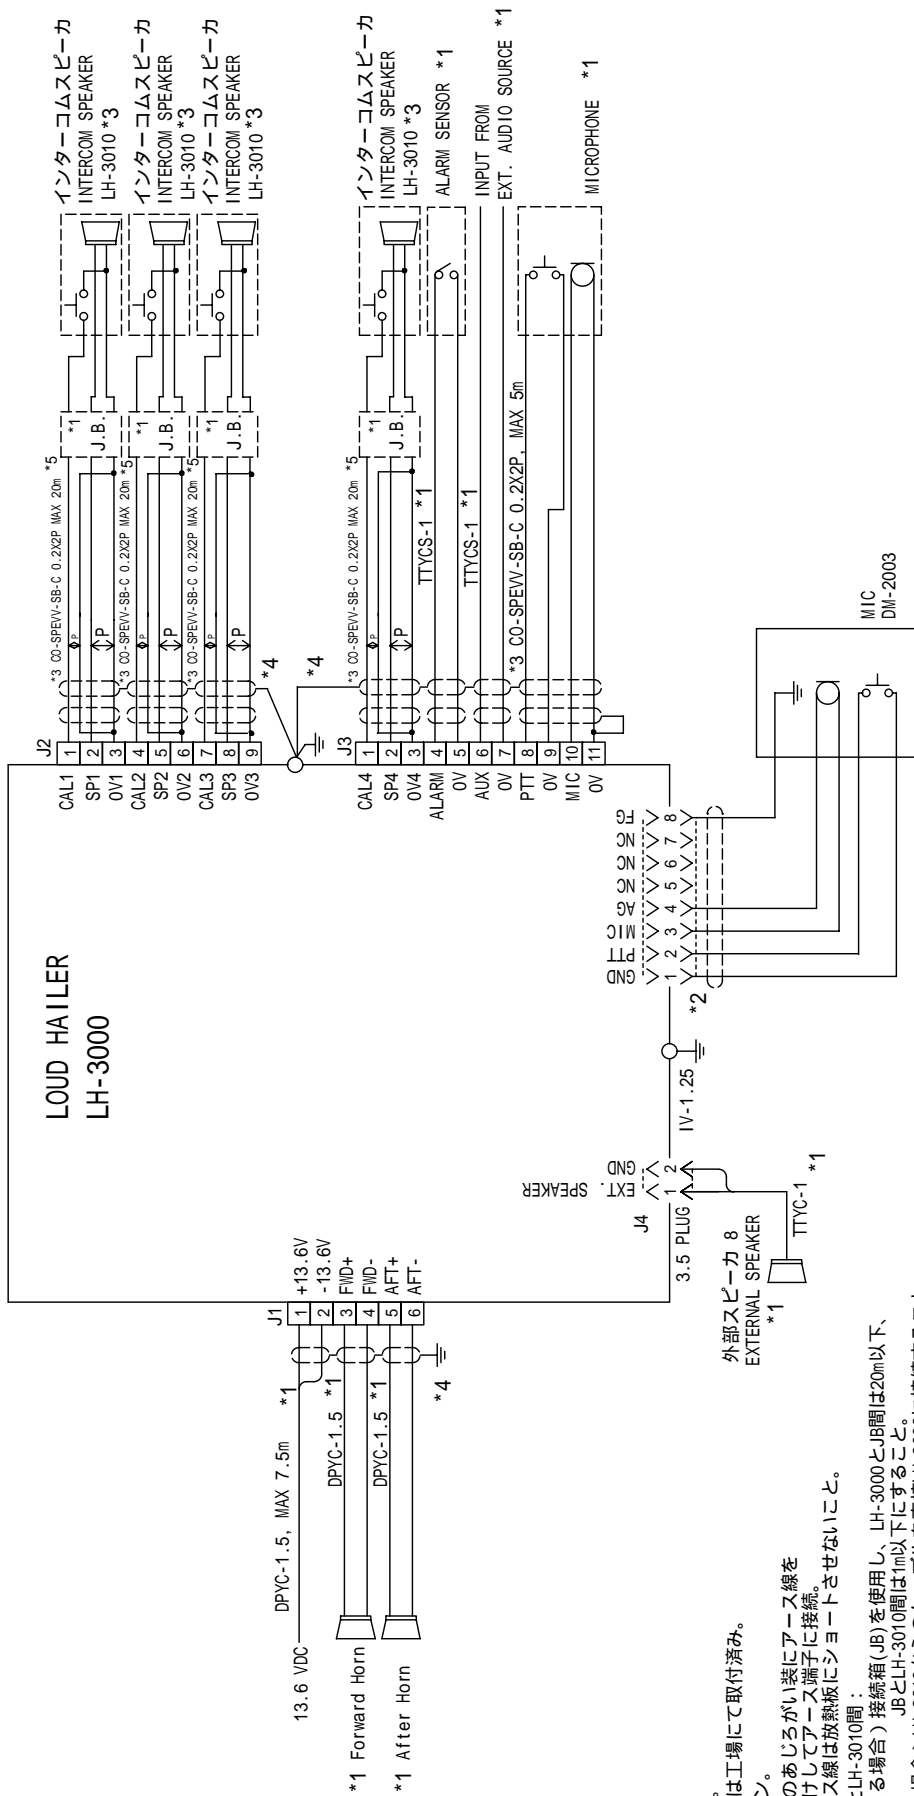 LOUD HAILER
LH-3000
J1
1
2
3
4
5
6
+13.6V
-13.6V
FWD+
FWD-
AFT+
AFT-
13.6 VDC
DPYC-1.5, MAX 7.5m
*1
DPYC-1.5
*1
DPYC-1.5
*1
*4
*1 Forward Horn
*1 After Horn
J2
1
2
3
4
5
6
7
8
9
CAL1
SP1
0V1
CAL2
SP2
0V2
CAL3
SP3
0V3
*3 CO-SPEVV-SB-C 0.2X2P MAX 20m *5
P
P
*3 CO-SPEVV-SB-C 0.2X2P MAX 20m *5
P
P
*3 CO-SPEVV-SB-C 0.2X2P MAX 20m *5
P
P
*4
*4
*1
J.B.
*1
J.B.
*1
J.B.
インターコムスピーカ
INTERCOM SPEAKER
LH-3010 *3
インターコムスピーカ
INTERCOM SPEAKER
LH-3010 *3
インターコムスピーカ
INTERCOM SPEAKER
LH-3010 *3
J3
1
2
3
4
5
6
7
8
9
10
11
CAL4
SP4
0V4
ALARM
0V
AUX
0V
PTT
0V
MIC
0V
*3 CO-SPEVV-SB-C 0.2X2P MAX 20m *5
P
P
*1
J.B.
TTYCS-1 *1
TTYCS-1 *1
*3 CO-SPEVV-SB-C 0.2X2P, MAX 5m
インターコムスピーカ
INTERCOM SPEAKER
LH-3010 *3
ALARM SENSOR *1
INPUT FROM
EXT. AUDIO SOURCE *1
MICROPHONE *1
GND
PTT
MIC
AG
NC
NC
NC
FG
1
2
3
4
5
6
7
8
*2
MIC
DM-2003
IV-1.25
EXT. SPEAKER
GND
J4
1
2
3.5 PLUG
TTYC-1 *1
外部スピーカ 8
EXTERNAL SPEAKER
*1
は工場にて取付済み。
ン。
のあじろがい装にアース線を
けしてアース端子に接続。
ス線は放熱板にショートさせないこと。
とLH-3010間：
る場合）接続箱(JB)を使用し、LH-3000とJB間は20m以下、
JBとLH-3010間は1m以下にすること。